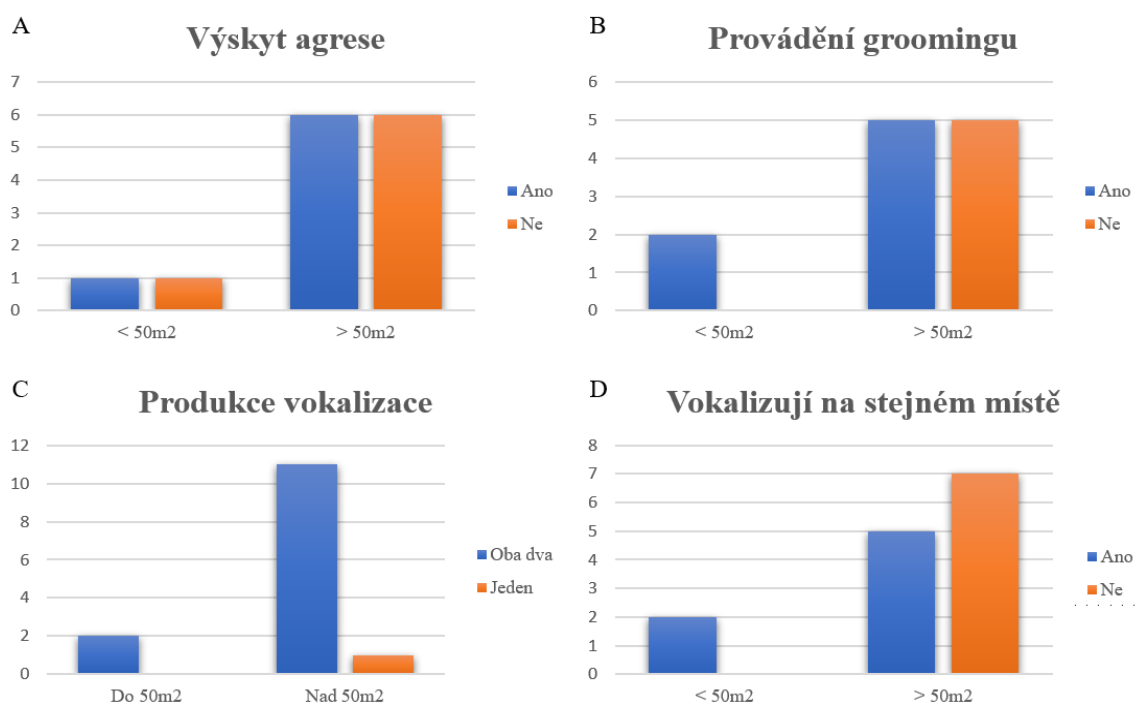 A
Výskyt agrese
7
6
5
4
3
2
1
0
< 50m2
> 50m2
Ano
Ne
B
Provádění groomingu
6
5
4
3
2
1
0
< 50m2
> 50m2
Ano
Ne
C
Produkce vokalizace
12
10
8
6
4
2
0
Do 50m2
Nad 50m2
Oba dva
Jeden
D
Vokalizují na stejném místě
8
7
6
5
4
3
2
1
0
< 50m2
> 50m2
Ano
Ne